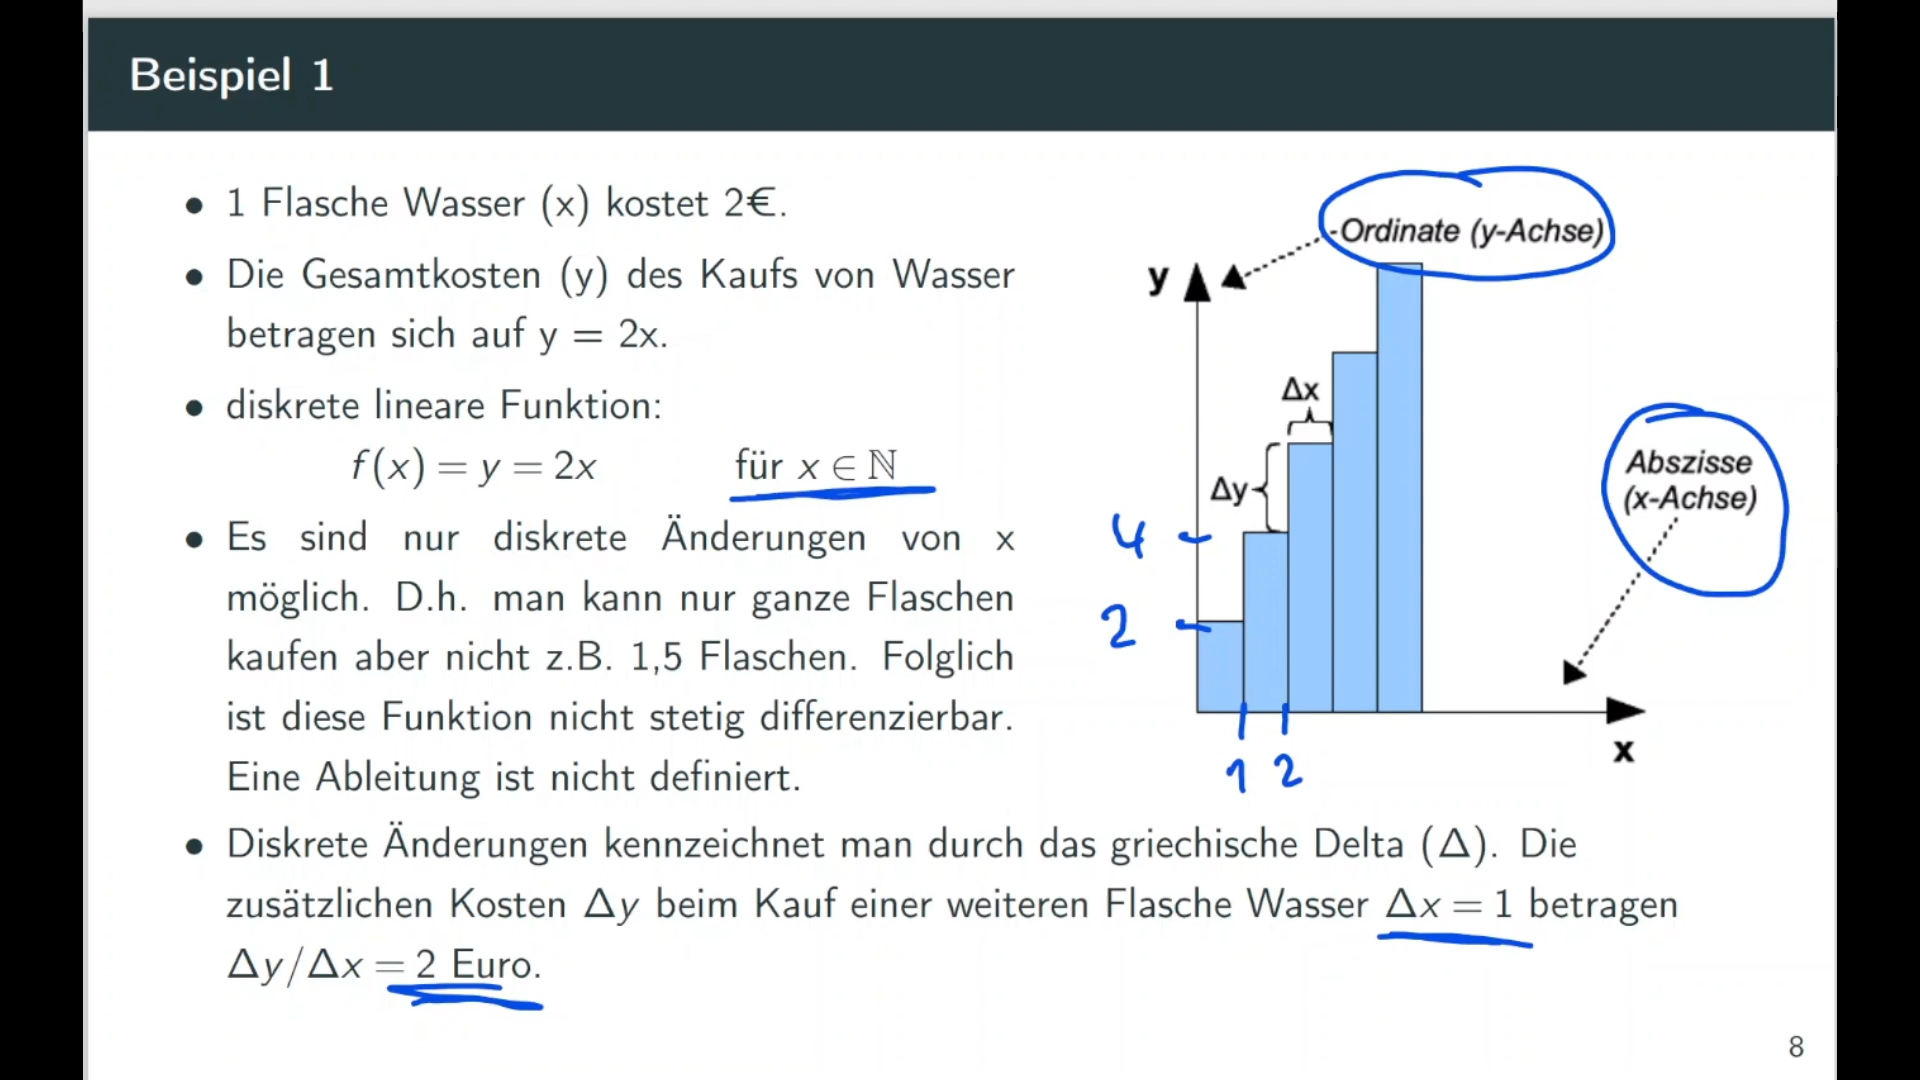 Beispiel 1
• 1 Flasche Wasser (x) kostet 2€.
• Die Gesamtkosten (y) des Kaufs von Wasser
betragen sich auf y = 2x.
• diskrete lineare Funktion:
f(x) = y = 2x für x ∈ ℕ
• Es sind nur diskrete Änderungen von x
möglich. D.h. man kann nur ganze Flaschen
kaufen aber nicht z.B. 1,5 Flaschen. Folglich
ist diese Funktion nicht stetig differenzierbar.
Eine Ableitung ist nicht definiert.
• Diskrete Änderungen kennzeichnet man durch das griechische Delta (Δ). Die
zusätzlichen Kosten Δy beim Kauf einer weiteren Flasche Wasser Δx = 1 betragen
Δy/Δx = 2 Euro.
Ordinate (y-Achse)
y
Δx
Δy
Abszisse
(x-Achse)
4
2
x
1 2
8